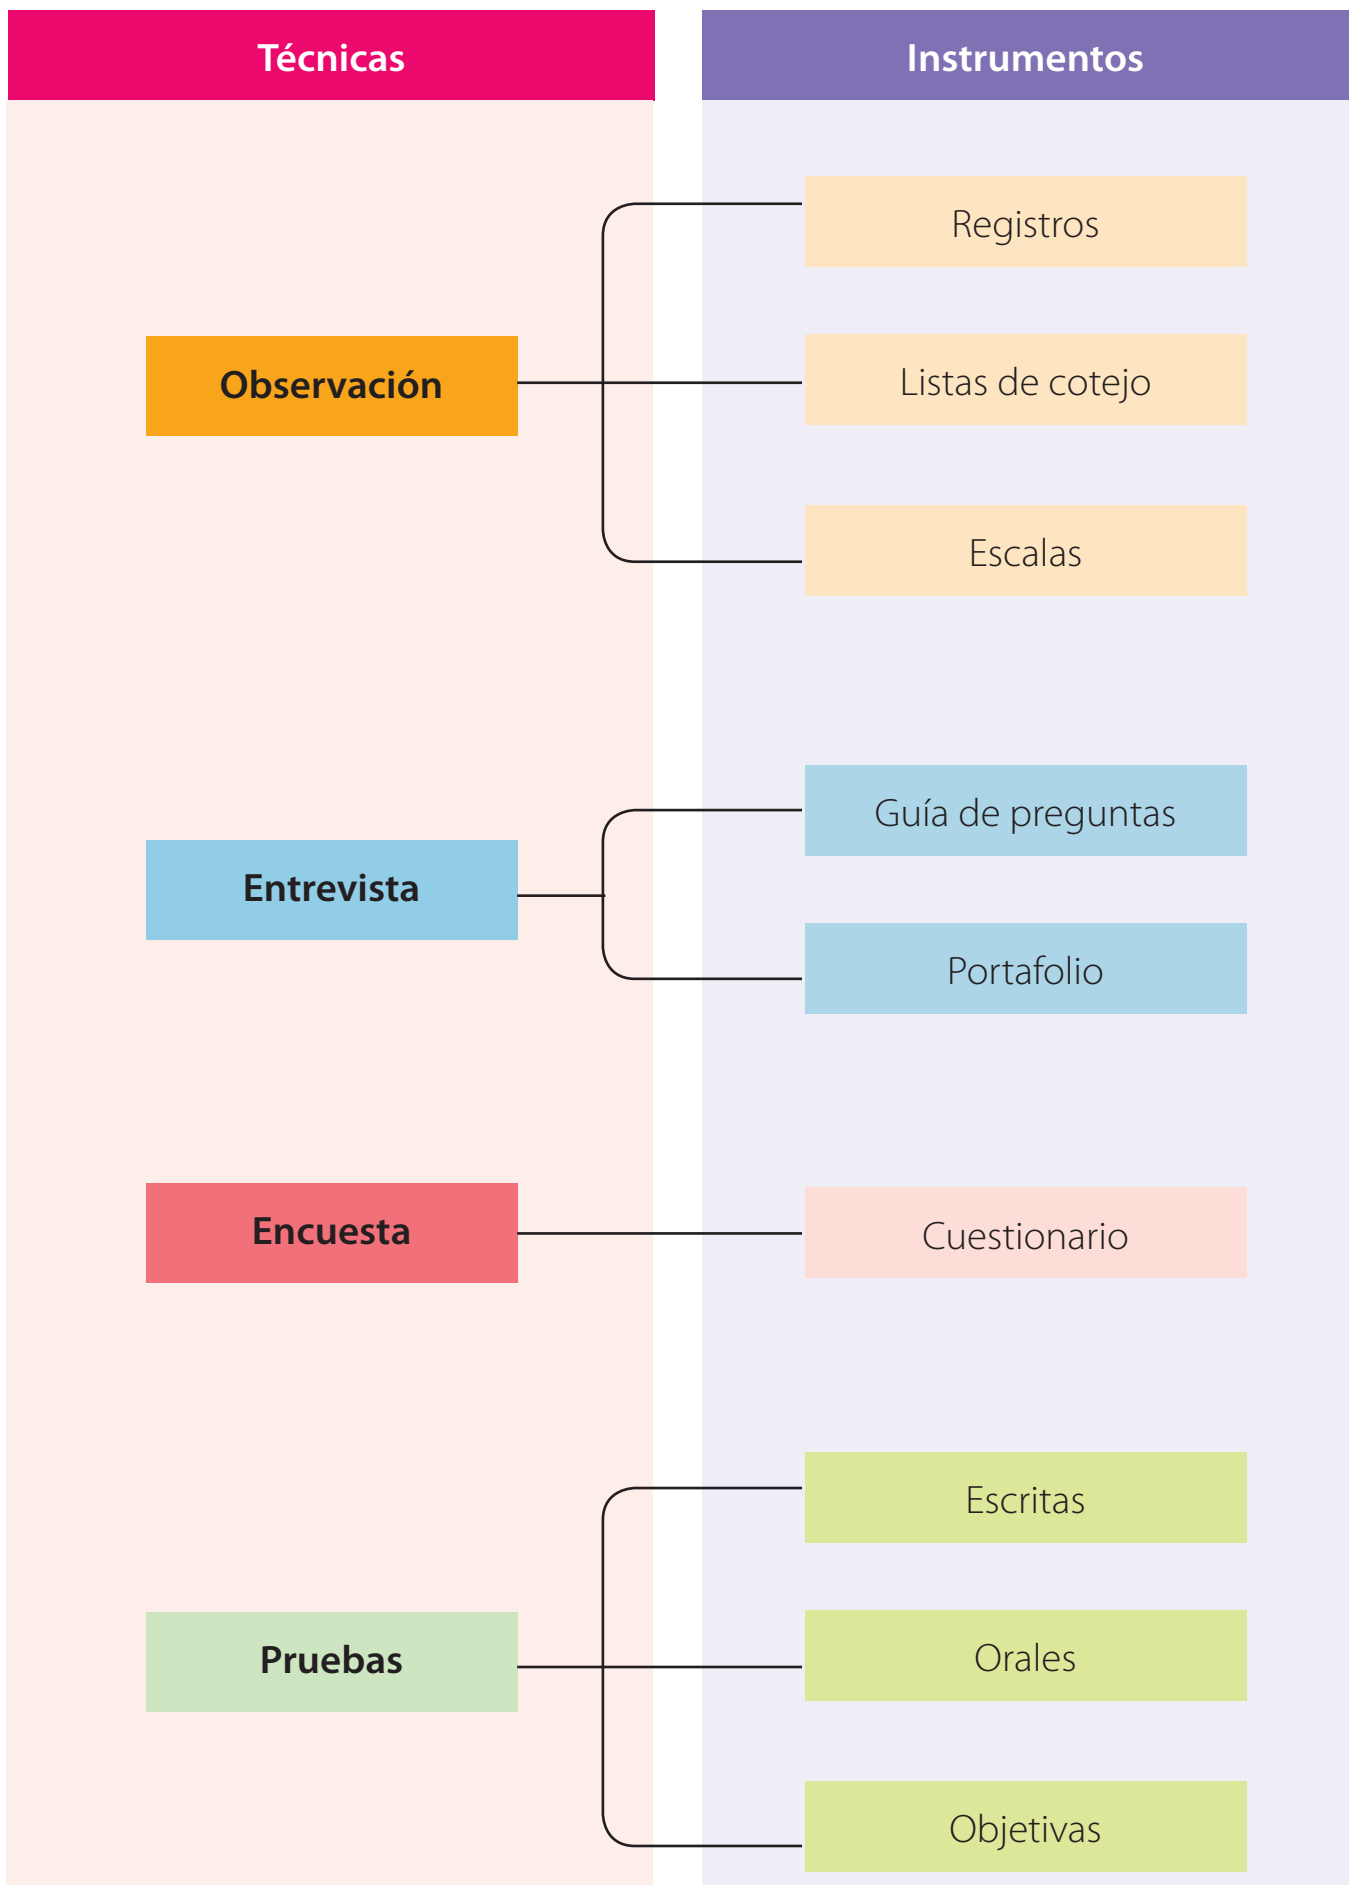 Técnicas
Instrumentos
Observación
Registros
Listas de cotejo
Escalas
Entrevista
Guía de preguntas
Portafolio
Encuesta
Cuestionario
Pruebas
Escritas
Orales
Objetivas